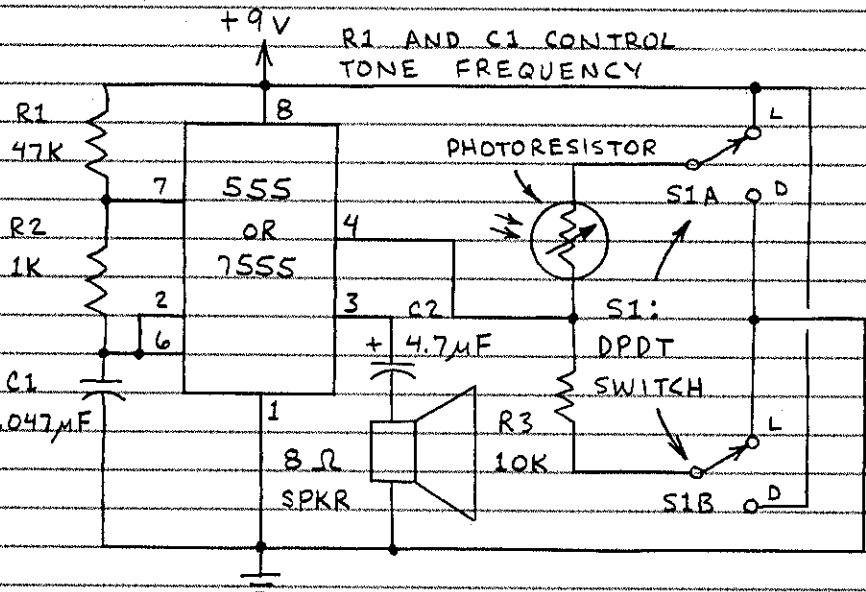 +9V
R1 AND C1 CONTROL
TONE FREQUENCY
R1
47K
8
L
PHOTORESISTOR
7
555
OR
7555
4
S1A
D
R2
1K
2
3
C2
S1:
DPDT
SWITCH
6
+ 4.7µF
C1
.047µF
1
8 Ω
SPKR
R3
10K
L
S1B
D